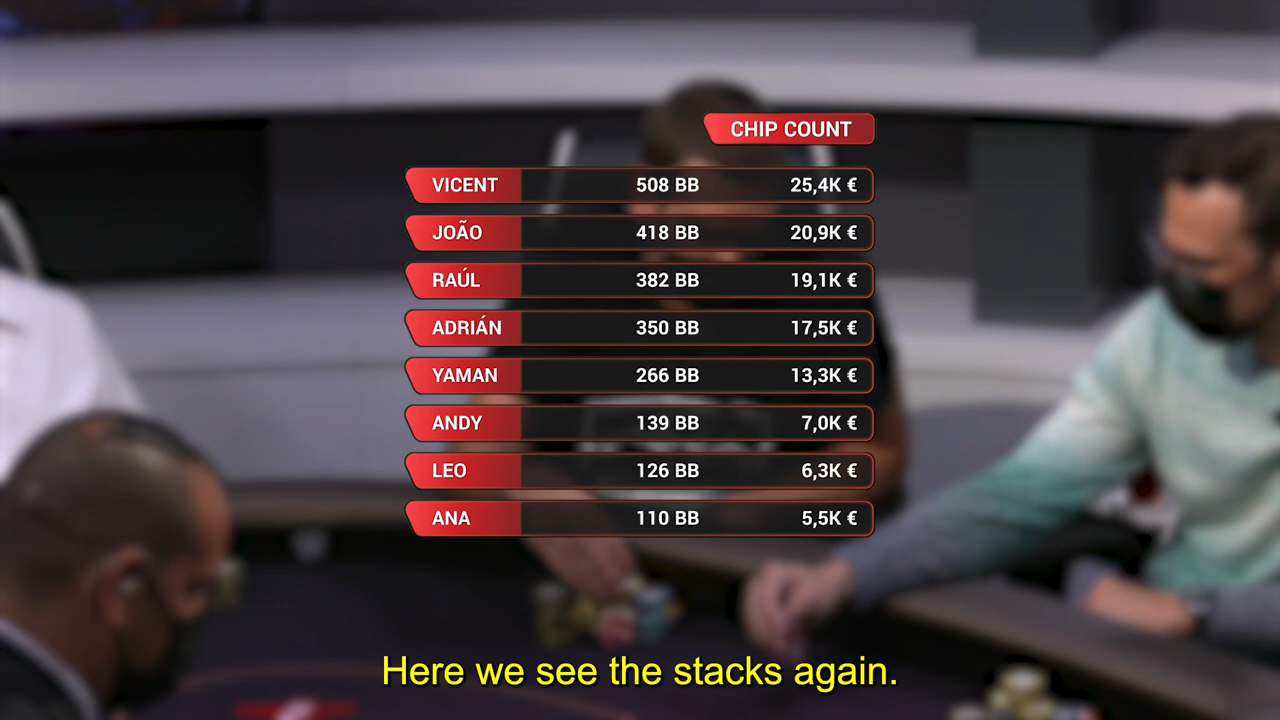 CHIP COUNT
VICENT 508 BB 25,4K €
JOÃO 418 BB 20,9K €
RAÚL 382 BB 19,1K €
ADRIÁN 350 BB 17,5K €
YAMAN 266 BB 13,3K €
ANDY 139 BB 7,0K €
LEO 126 BB 6,3K €
ANA 110 BB 5,5K €
Here we see the stacks again.